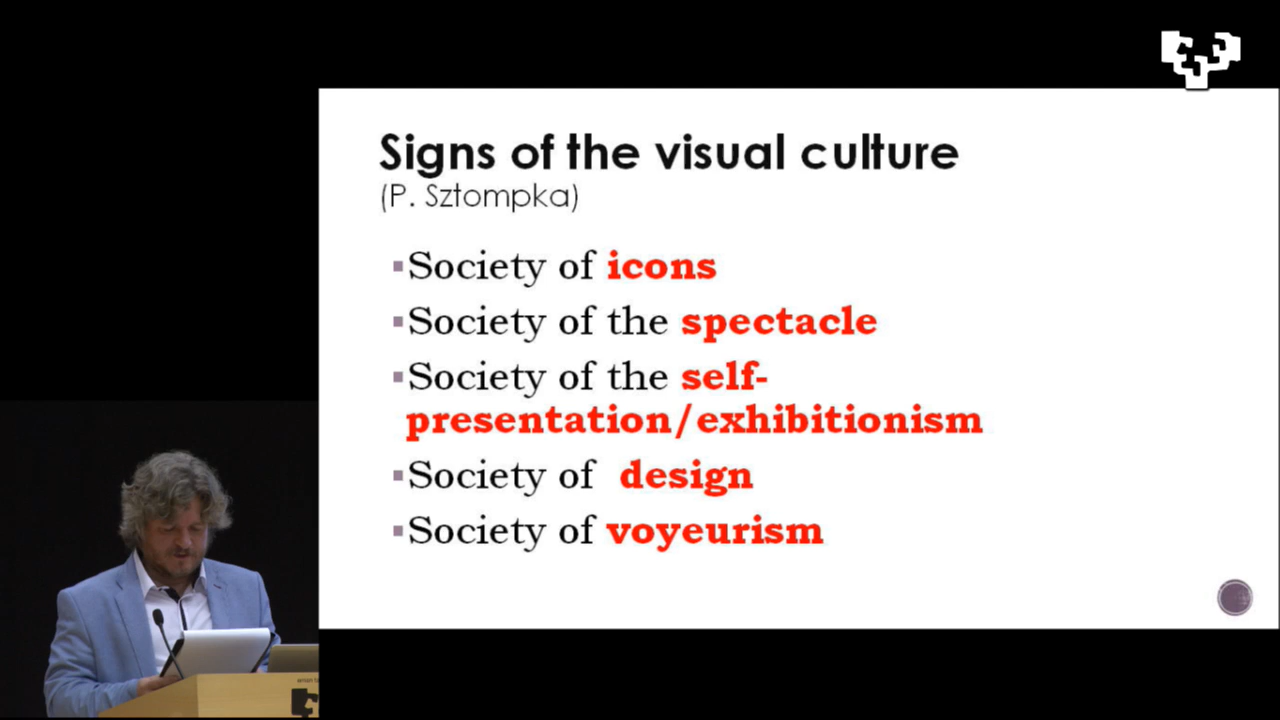 Signs of the visual culture
(P. Sztompka)
▪Society of icons
▪Society of the spectacle
▪Society of the self-
presentation/exhibitionism
▪Society of design
▪Society of voyeurism